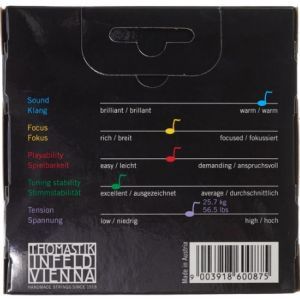 Sound
Klang
brilliant / brillant
warm / warm
Focus
Fokus
rich / breit
focused / fokussiert
Playability
Spielbarkeit
easy / leicht
demanding / anspruchsvoll
Tuning stability
Stimmstabilität
excellent / ausgezeichnet
average / durchschnittlich
Tension
Spannung
25.7 kg
56.5 lbs
low / niedrig
high / hoch
THOMASTIK
INFELD
VIENNA
HANDMADE STRINGS SINCE 1919
Made in Austria
9 003918 600875